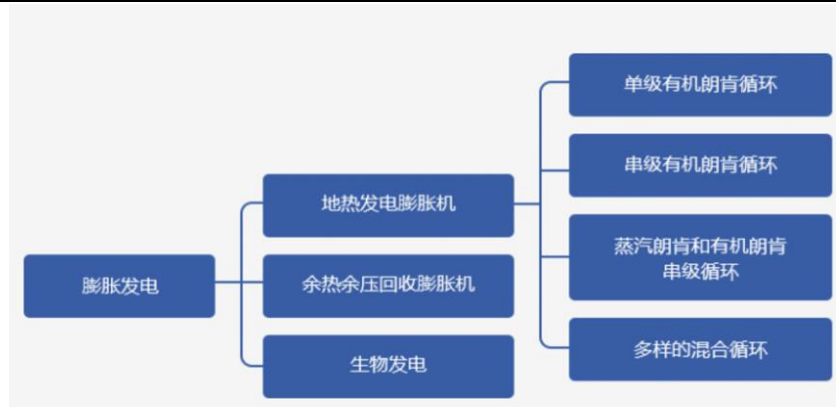 膨胀发电
地热发电膨胀机
余热余压回收膨胀机
生物发电
单级有机朗肯循环
串级有机朗肯循环
蒸汽朗肯和有机朗肯
串级循环
多样的混合循环